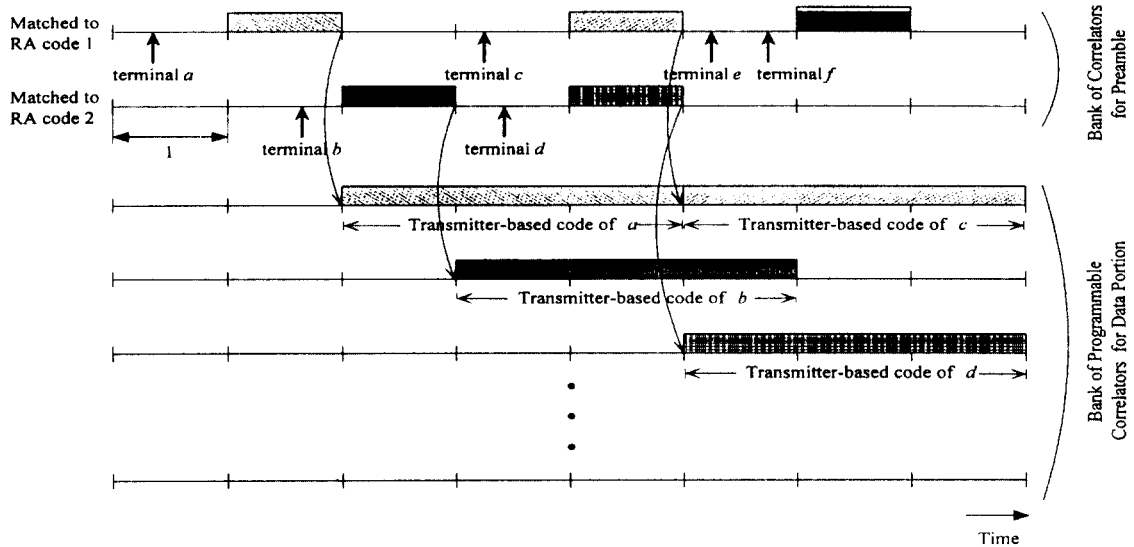 Matched to
RA code 1
terminal a
terminal c
terminal e
terminal f
Matched to
RA code 2
1
terminal b
terminal d
Bank of Correlators
for Preamble
Transmitter-based code of a
Transmitter-based code of c
Transmitter-based code of b
Transmitter-based code of d
Bank of Programmable
Correlators for Data Portion
Time